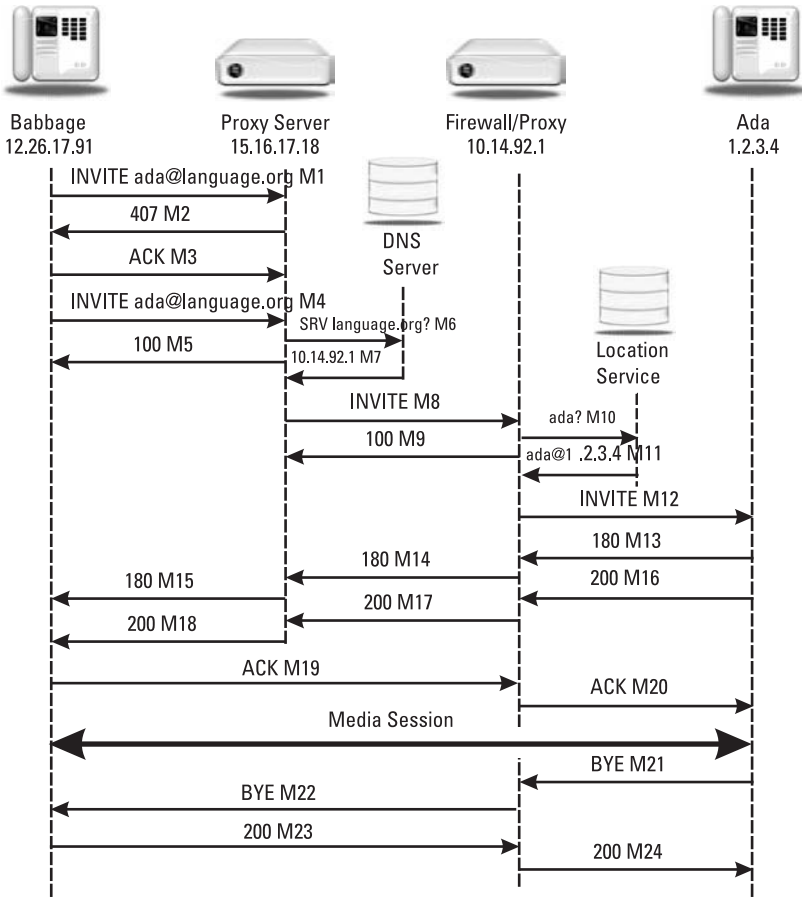 Babbage
12.26.17.91
Proxy Server
15.16.17.18
Firewall/Proxy
10.14.92.1
Ada
1.2.3.4
INVITE ada@language.org M1
407 M2
DNS
Server
ACK M3
INVITE ada@language.org M4
SRV language.org? M6
100 M5
10.14.92.1 M7
Location
Service
INVITE M8
ada? M10
100 M9
ada@1 .2.3.4 M11
INVITE M12
180 M13
180 M14
180 M15
200 M16
200 M17
200 M18
ACK M19
ACK M20
Media Session
BYE M21
BYE M22
200 M23
200 M24